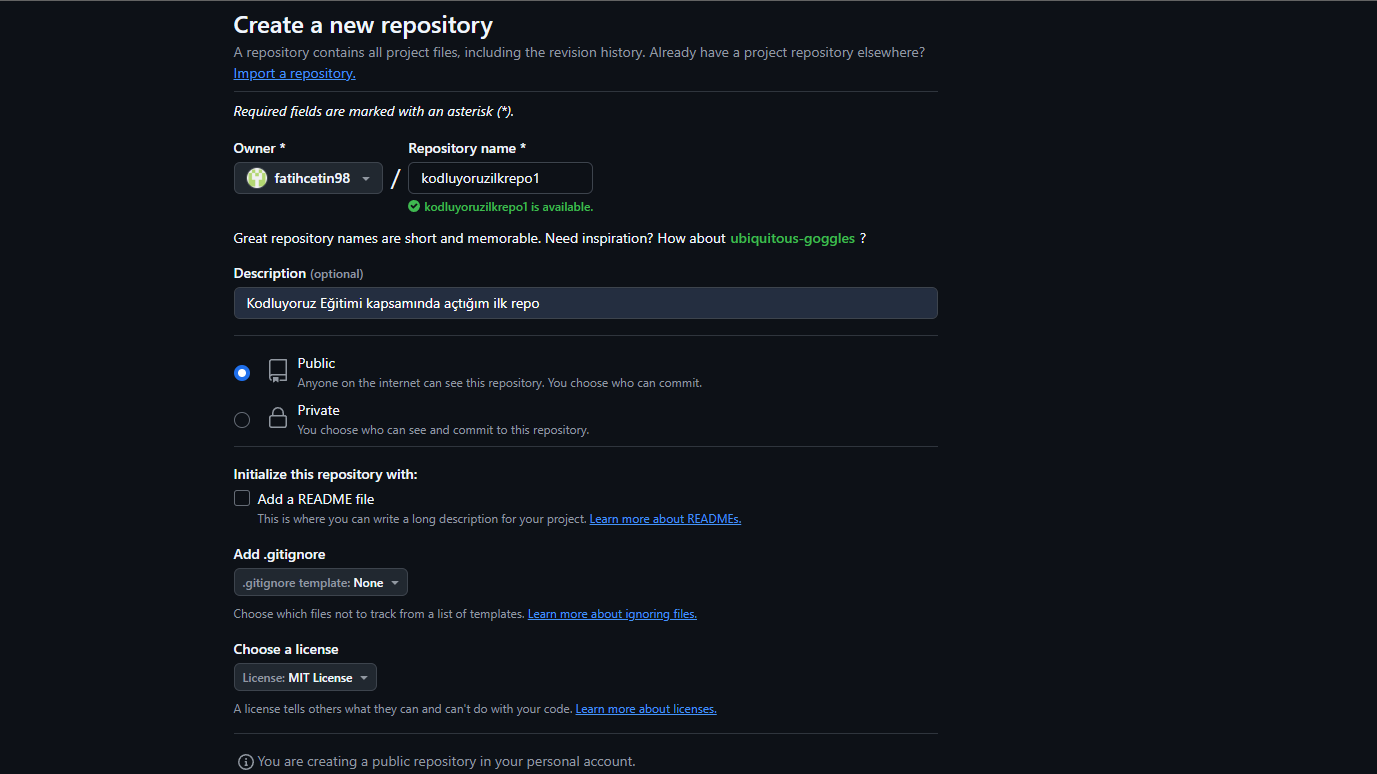 Create a new repository
A repository contains all project files, including the revision history. Already have a project repository elsewhere?
Import a repository.
Required fields are marked with an asterisk (*).
Owner *
Repository name *
fatihcetin98
/
kodluyoruzilkrepo1
kodluyoruzilkrepo1 is available.
Great repository names are short and memorable. Need inspiration? How about ubiquitous-goggles ?
Description (optional)
Kodluyoruz Eğitimi kapsamında açtığım ilk repo
Public
Anyone on the internet can see this repository. You choose who can commit.
Private
You choose who can see and commit to this repository.
Initialize this repository with:
Add a README file
This is where you can write a long description for your project. Learn more about READMEs.
Add .gitignore
.gitignore template: None
Choose which files not to track from a list of templates. Learn more about ignoring files.
Choose a license
License: MIT License
A license tells others what they can and can't do with your code. Learn more about licenses.
You are creating a public repository in your personal account.